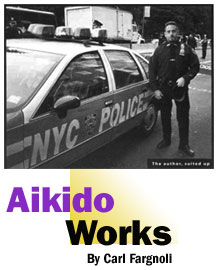 NYC POLICE
The author, suited up
Aikido
Works
By Carl Fargnoli